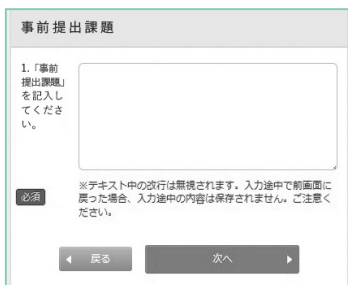 事前提出課題
1.「事前
提出課題」
を記入し
てくださ
い。
必須
※テキスト中の改行は無視されます。入力途中で前画面に
戻った場合、入力途中の内容は保存されません。ご注意く
ださい。
戻る
次へ